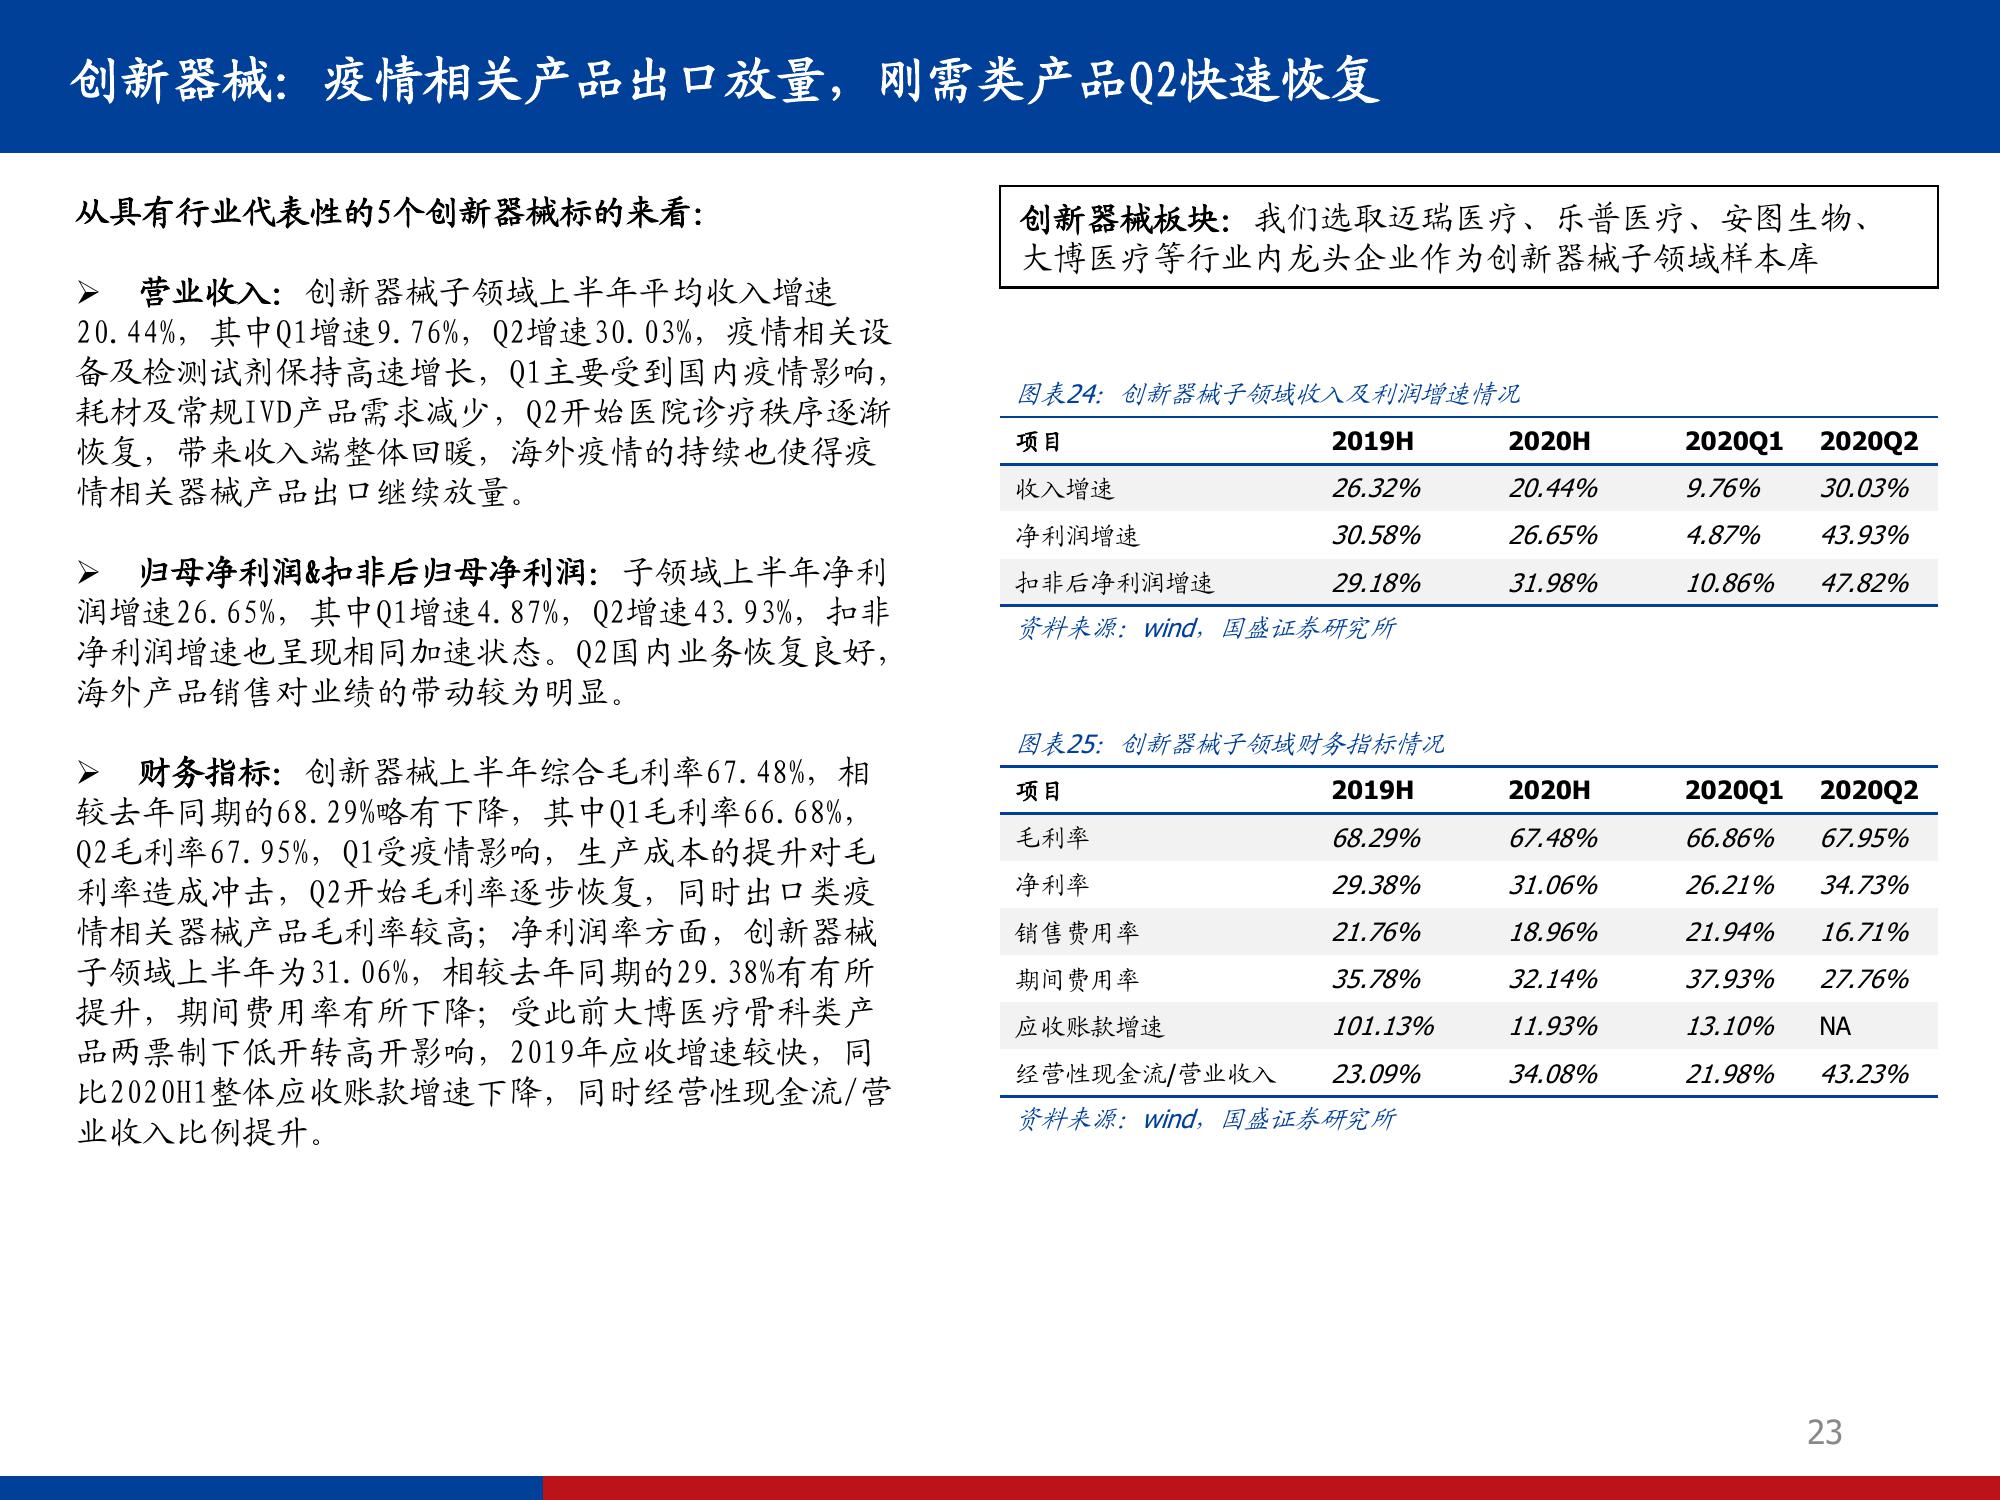 创新器械：疫情相关产品出口放量，刚需类产品Q2快速恢复
从具有行业代表性的5个创新器械标的来看：
➢ 营业收入：创新器械子领域上半年平均收入增速
20.44%，其中Q1增速9.76%，Q2增速30.03%，疫情相关设
备及检测试剂保持高速增长，Q1主要受到国内疫情影响，
耗材及常规IVD产品需求减少，Q2开始医院诊疗秩序逐渐
恢复，带来收入端整体回暖，海外疫情的持续也使得疫
情相关器械产品出口继续放量。
➢ 归母净利润&扣非后归母净利润：子领域上半年净利
润增速26.65%，其中Q1增速4.87%，Q2增速43.93%，扣非
净利润增速也呈现相同加速状态。Q2国内业务恢复良好，
海外产品销售对业绩的带动较为明显。
➢ 财务指标：创新器械上半年综合毛利率67.48%，相
较去年同期的68.29%略有下降，其中Q1毛利率66.68%，
Q2毛利率67.95%，Q1受疫情影响，生产成本的提升对毛
利率造成冲击，Q2开始毛利率逐步恢复，同时出口类疫
情相关器械产品毛利率较高；净利润率方面，创新器械
子领域上半年为31.06%，相较去年同期的29.38%有有所
提升，期间费用率有所下降；受此前大博医疗骨科类产
品两票制下低开转高开影响，2019年应收增速较快，同
比2020H1整体应收账款增速下降，同时经营性现金流/营
业收入比例提升。
创新器械板块：我们选取迈瑞医疗、乐普医疗、安图生物、
大博医疗等行业内龙头企业作为创新器械子领域样本库
图表24：创新器械子领域收入及利润增速情况
项目 2019H 2020H 2020Q1 2020Q2
收入增速 26.32% 20.44% 9.76% 30.03%
净利润增速 30.58% 26.65% 4.87% 43.93%
扣非后净利润增速 29.18% 31.98% 10.86% 47.82%
资料来源：wind，国盛证券研究所
图表25：创新器械子领域财务指标情况
项目 2019H 2020H 2020Q1 2020Q2
毛利率 68.29% 67.48% 66.86% 67.95%
净利率 29.38% 31.06% 26.21% 34.73%
销售费用率 21.76% 18.96% 21.94% 16.71%
期间费用率 35.78% 32.14% 37.93% 27.76%
应收账款增速 101.13% 11.93% 13.10% NA
经营性现金流/营业收入 23.09% 34.08% 21.98% 43.23%
资料来源：wind，国盛证券研究所
23